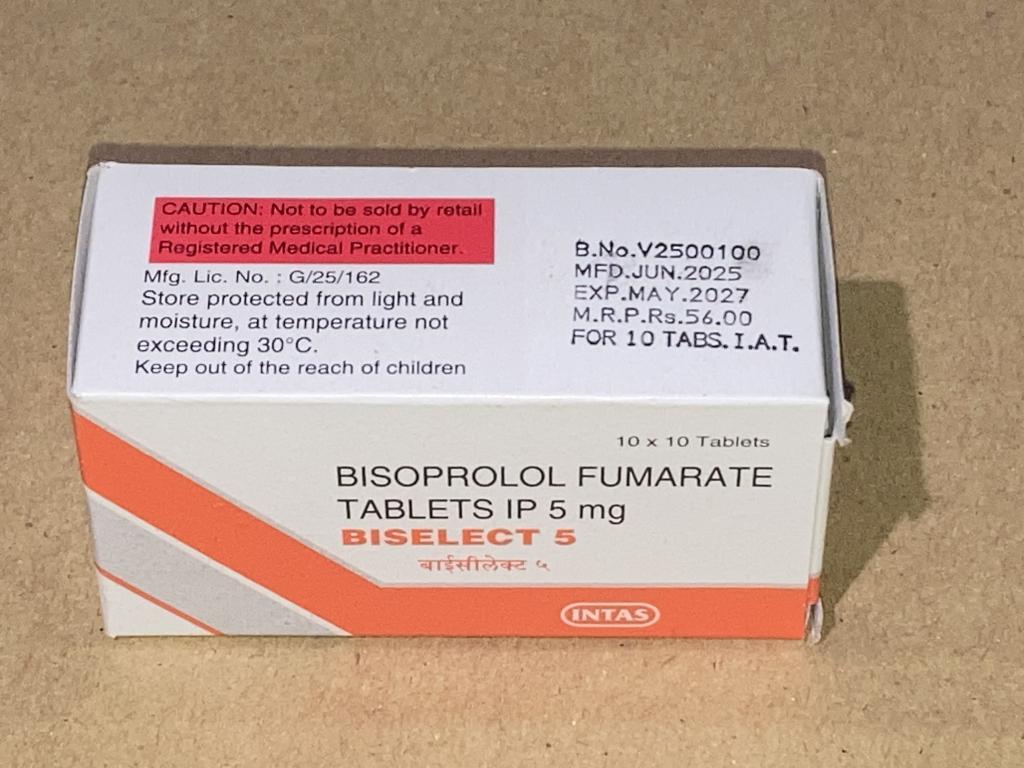 CAUTION: Not to be sold by retail
without the prescription of a
Registered Medical Practitioner.
Mfg. Lic. No. : G/25/162
Store protected from light and
moisture, at temperature not
exceeding 30°C.
Keep out of the reach of children
B.No.V2500100
MFD.JUN.2025
EXP.MAY.2027
M.R.P.Rs.56.00
FOR 10 TABS.I.A.T.
10 x 10 Tablets
BISOPROLOL FUMARATE
TABLETS IP 5 mg
BISELECT 5
बाईसीलेक्ट ५
INTAS